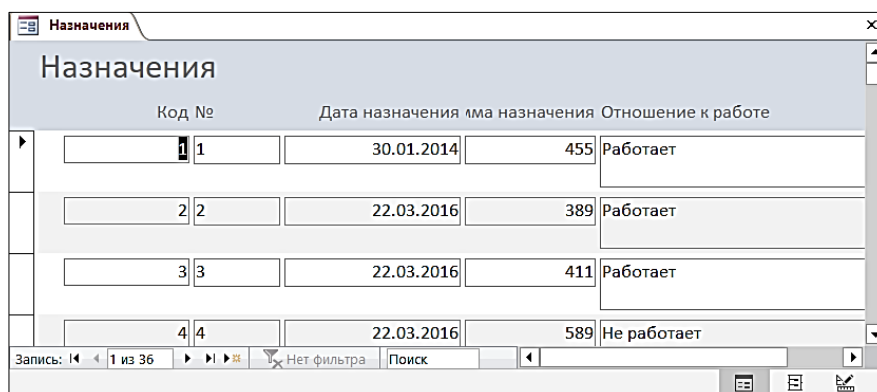 Назначения
Назначения
Код № Дата назначения мма назначения Отношение к работе
1 1 30.01.2014 455 Работает
2 2 22.03.2016 389 Работает
3 3 22.03.2016 411 Работает
4 4 22.03.2016 589 Не работает
Запись: 1 из 36 Нет фильтра Поиск